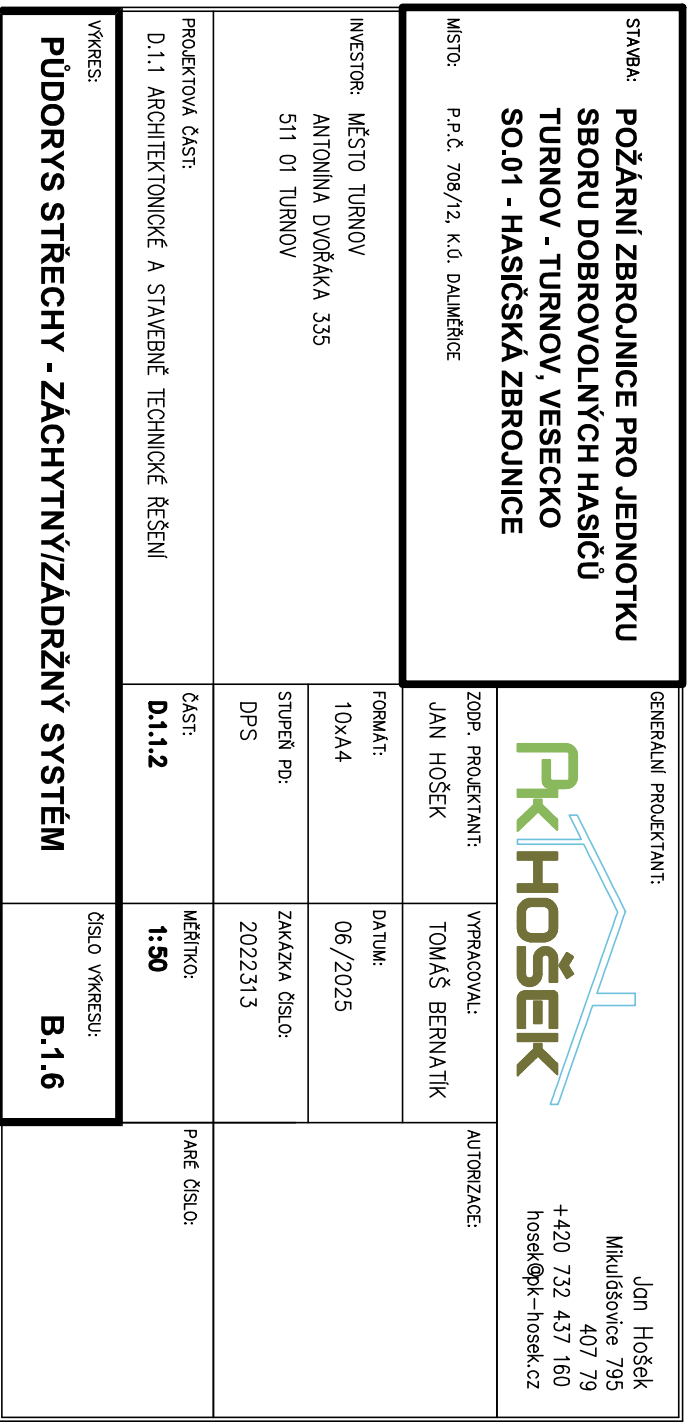 STAVBA:
POŽÁRNÍ ZBROJNICE PRO JEDNOTKU
SBORU DOBROVOLNÝCH HASIČŮ
TURNOV - TURNOV, VESECKO
SO.01 - HASIČSKÁ ZBROJNICE
MÍSTO: P.P.Č. 708/12, K.Ú. DALIMĚŘICE
GENERÁLNÍ PROJEKTANT:
PK HOŠEK
Jan Hošek
Mikulášovice 795
407 79
+420 732 437 160
hosek@pk-hosek.cz
INVESTOR: MĚSTO TURNOV
ANTONÍNA DVOŘÁKA 335
511 01 TURNOV
ZODP. PROJEKTANT:
JAN HOŠEK
VYPRACOVAL:
TOMÁŠ BERNATÍK
AUTORIZACE:
FORMÁT:
10xA4
DATUM:
06/2025
STUPEŇ PD:
DPS
ZAKÁZKA ČÍSLO:
2022313
PROJEKTOVÁ ČÁST:
D.1.1 ARCHITEKTONICKÉ A STAVEBNĚ TECHNICKÉ ŘEŠENÍ
ČÁST:
D.1.1.2
MĚŘÍTKO:
1:50
PARÉ ČÍSLO:
VÝKRES:
PŮDORYS STŘECHY - ZÁCHYTNÝ/ZÁDRŽNÝ SYSTÉM
ČÍSLO VÝKRESU:
B.1.6